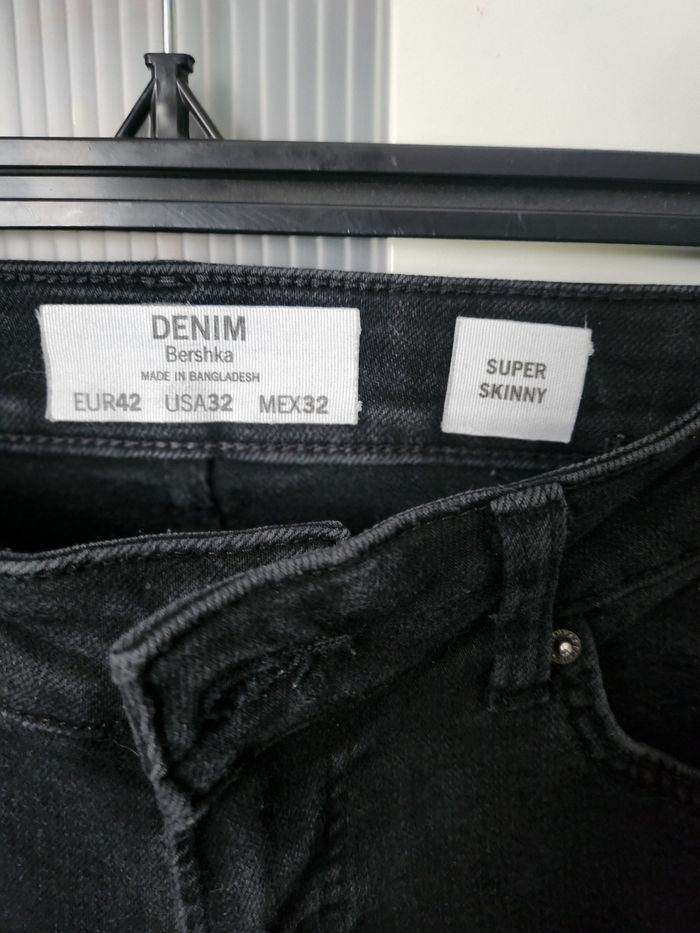 DENIM
Bershka
MADE IN BANGLADESH
EUR42 USA32 MEX32
SUPER
SKINNY